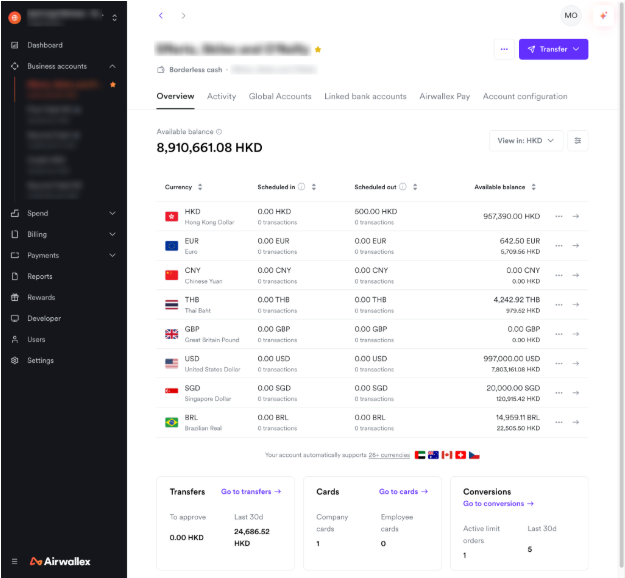 MO
Dashboard
Business accounts
Spend
Billing
Payments
Reports
Rewards
Developer
Users
Settings
Airwallex
Transfer
Borderless cash ·
Overview Activity Global Accounts Linked bank accounts Airwallex Pay Account configuration
Available balance
8,910,661.08 HKD
View in: HKD
Currency Scheduled in Scheduled out Available balance
HKD 0.00 HKD 500.00 HKD 957,390.00 HKD
Hong Kong Dollar 0 transactions 0 transactions
EUR 0.00 EUR 0.00 EUR 642.50 EUR
Euro 0 transactions 0 transactions 5,709.56 HKD
CNY 0.00 CNY 0.00 CNY 0.00 CNY
Chinese Yuan 0 transactions 0 transactions 0.00 HKD
THB 0.00 THB 0.00 THB 4,242.92 THB
Thai Baht 0 transactions 0 transactions 979.52 HKD
GBP 0.00 GBP 0.00 GBP 0.00 GBP
Great Britain Pound 0 transactions 0 transactions 0.00 HKD
USD 0.00 USD 0.00 USD 997,000.00 USD
United States Dollar 0 transactions 0 transactions 7,803,161.08 HKD
SGD 0.00 SGD 0.00 SGD 20,000.00 SGD
Singapore Dollar 0 transactions 0 transactions 120,915.42 HKD
BRL 0.00 BRL 0.00 BRL 14,959.11 BRL
Brazilian Real 0 transactions 0 transactions 22,505.50 HKD
Your account automatically supports 26+ currencies
Transfers Go to transfers →
To approve Last 30d
0.00 HKD 24,686.52
HKD
Cards Go to cards →
Company
cards
Employee
cards
1 0
Conversions
Go to conversions →
Active limit
orders
Last 30d
1 5